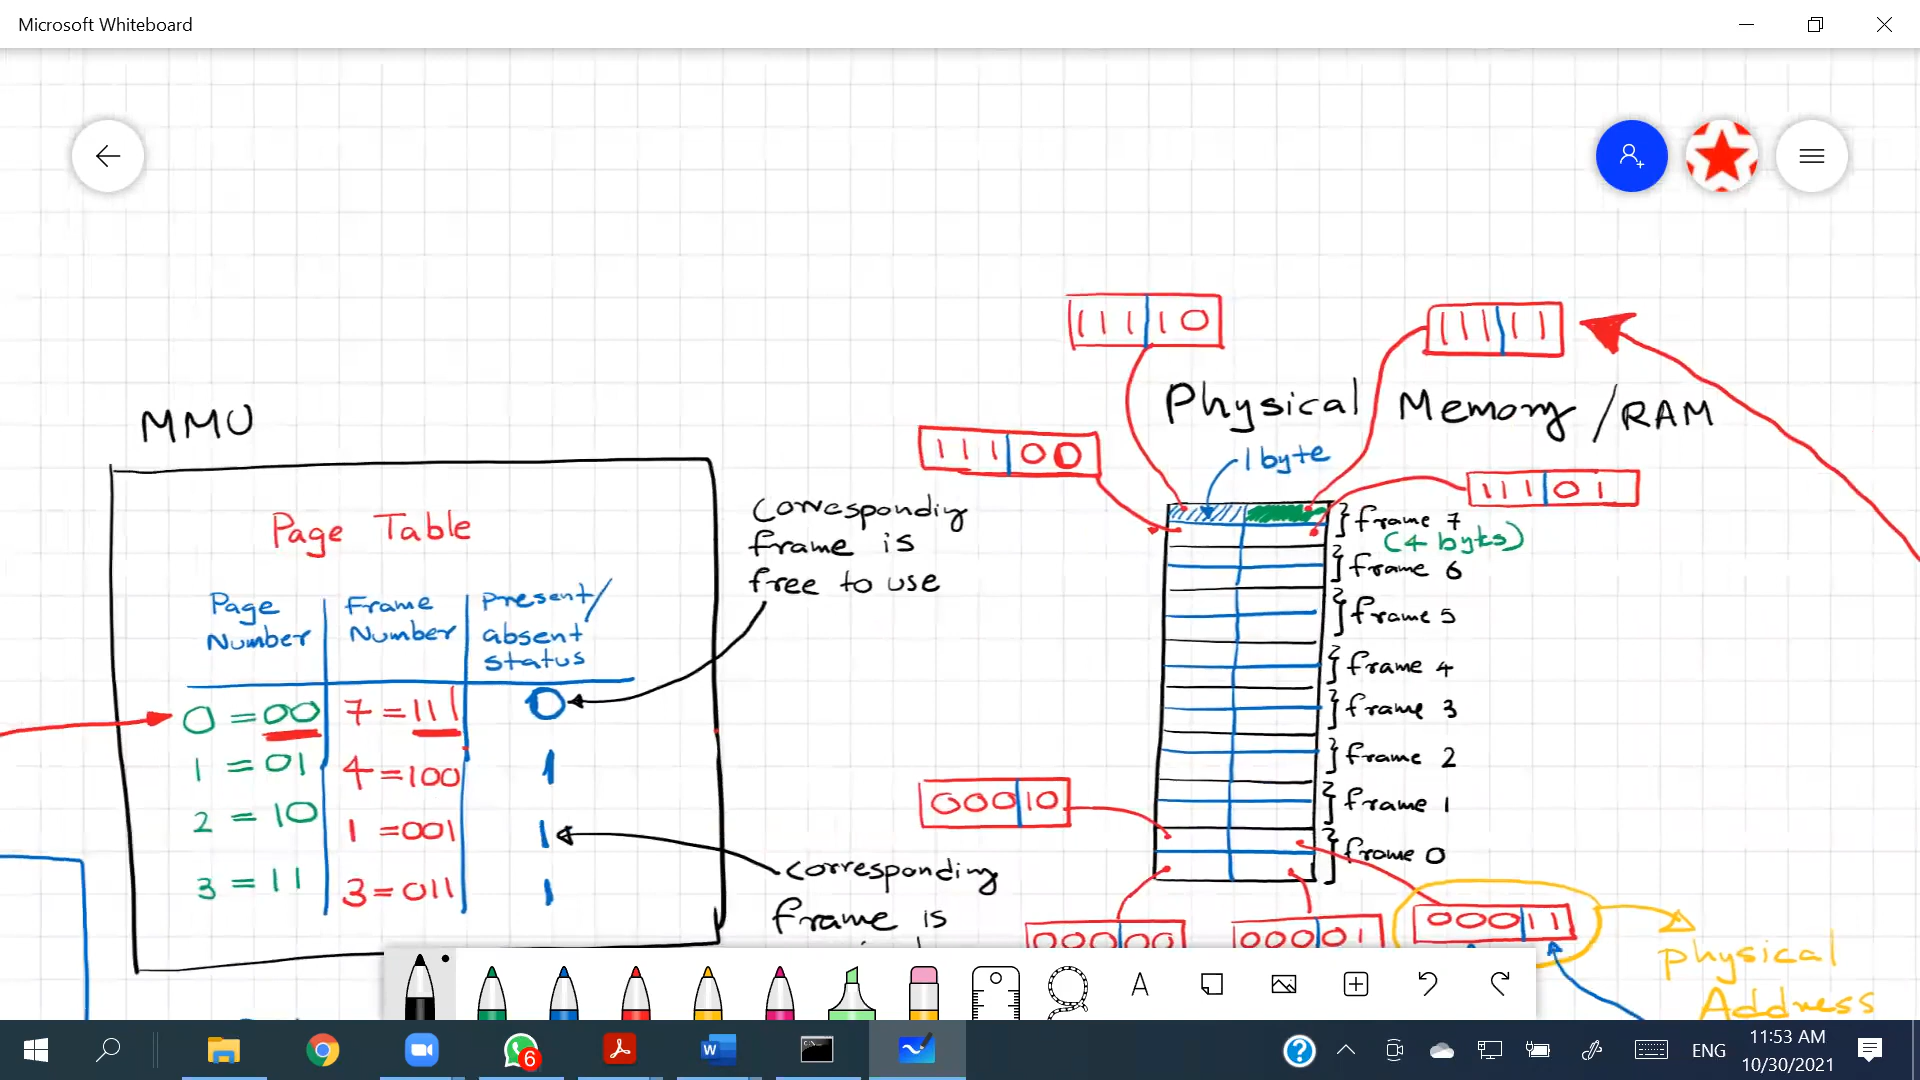 Microsoft Whiteboard
11110
11111
Physical Memory /RAM
MMU
11100
1 byte
11101
Page Table
Corresponding
frame is
free to use
frame 7
(4 byts)
frame 6
frame 5
frame 4
frame 3
frame 2
frame 1
frame 0
Page Number
Frame Number
Present/ absent status
0 = 00 7 = 111 0
1 = 01 4 = 100 1
2 = 10 1 = 001 1
3 = 11 3 = 011 1
00010
Corresponding
frame is
00000
00001
00011
Physical
Address
A
6
W
ENG
11:53 AM
10/30/2021